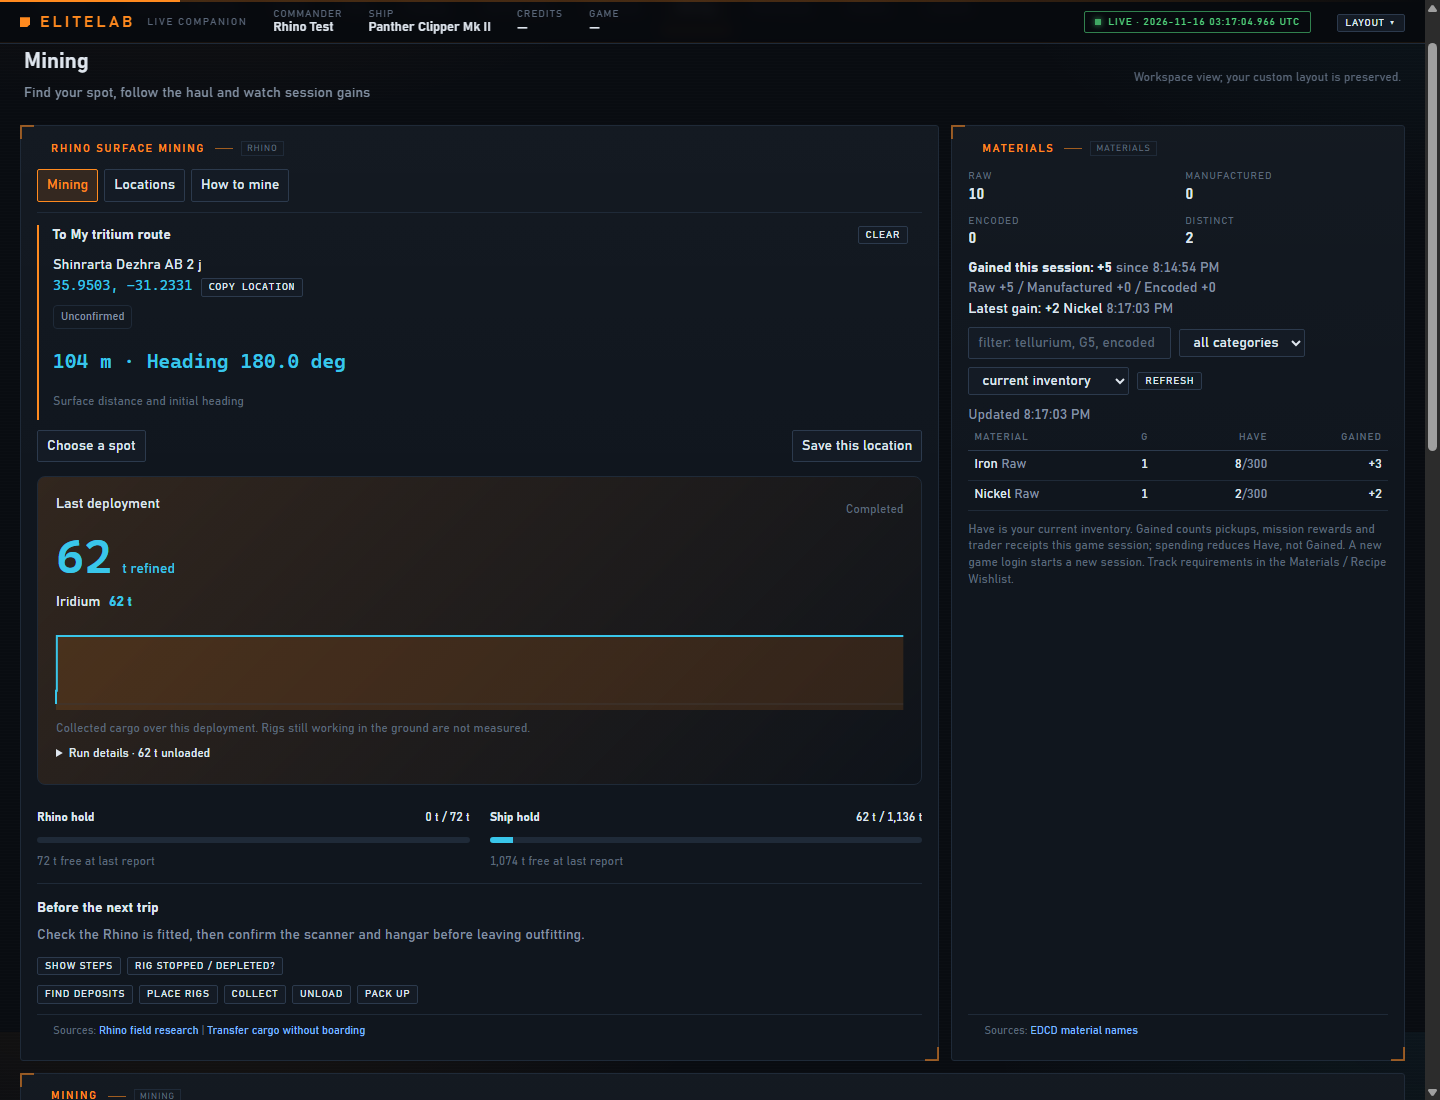 ELITELAB LIVE COMPANION
COMMANDER
Rhino Test
SHIP
Panther Clipper Mk II
CREDITS
—
GAME
—
LIVE · 2026-11-16 03:17:04.966 UTC
LAYOUT ▾
Mining
Find your spot, follow the haul and watch session gains
Workspace view; your custom layout is preserved.
RHINO SURFACE MINING — RHINO
Mining Locations How to mine
To My tritium route
CLEAR
Shinrarta Dezhra AB 2 j
35.9503, −31.2331 COPY LOCATION
Unconfirmed
104 m · Heading 180.0 deg
Surface distance and initial heading
Choose a spot
Save this location
Last deployment
Completed
62 t refined
Iridium 62 t
Collected cargo over this deployment. Rigs still working in the ground are not measured.
▶ Run details · 62 t unloaded
Rhino hold 0 t / 72 t
72 t free at last report
Ship hold 62 t / 1,136 t
1,074 t free at last report
Before the next trip
Check the Rhino is fitted, then confirm the scanner and hangar before leaving outfitting.
SHOW STEPS RIG STOPPED / DEPLETED?
FIND DEPOSITS PLACE RIGS COLLECT UNLOAD PACK UP
Sources: Rhino field research | Transfer cargo without boarding
MATERIALS — MATERIALS
RAW
10
MANUFACTURED
0
ENCODED
0
DISTINCT
2
Gained this session: +5 since 8:14:54 PM
Raw +5 / Manufactured +0 / Encoded +0
Latest gain: +2 Nickel 8:17:03 PM
filter: tellurium, G5, encoded
all categories
current inventory
REFRESH
Updated 8:17:03 PM
MATERIAL G HAVE GAINED
Iron Raw 1 8/300 +3
Nickel Raw 1 2/300 +2
Have is your current inventory. Gained counts pickups, mission rewards and
trader receipts this game session; spending reduces Have, not Gained. A new
game login starts a new session. Track requirements in the Materials / Recipe
Wishlist.
Sources: EDCD material names
MINING — MINING